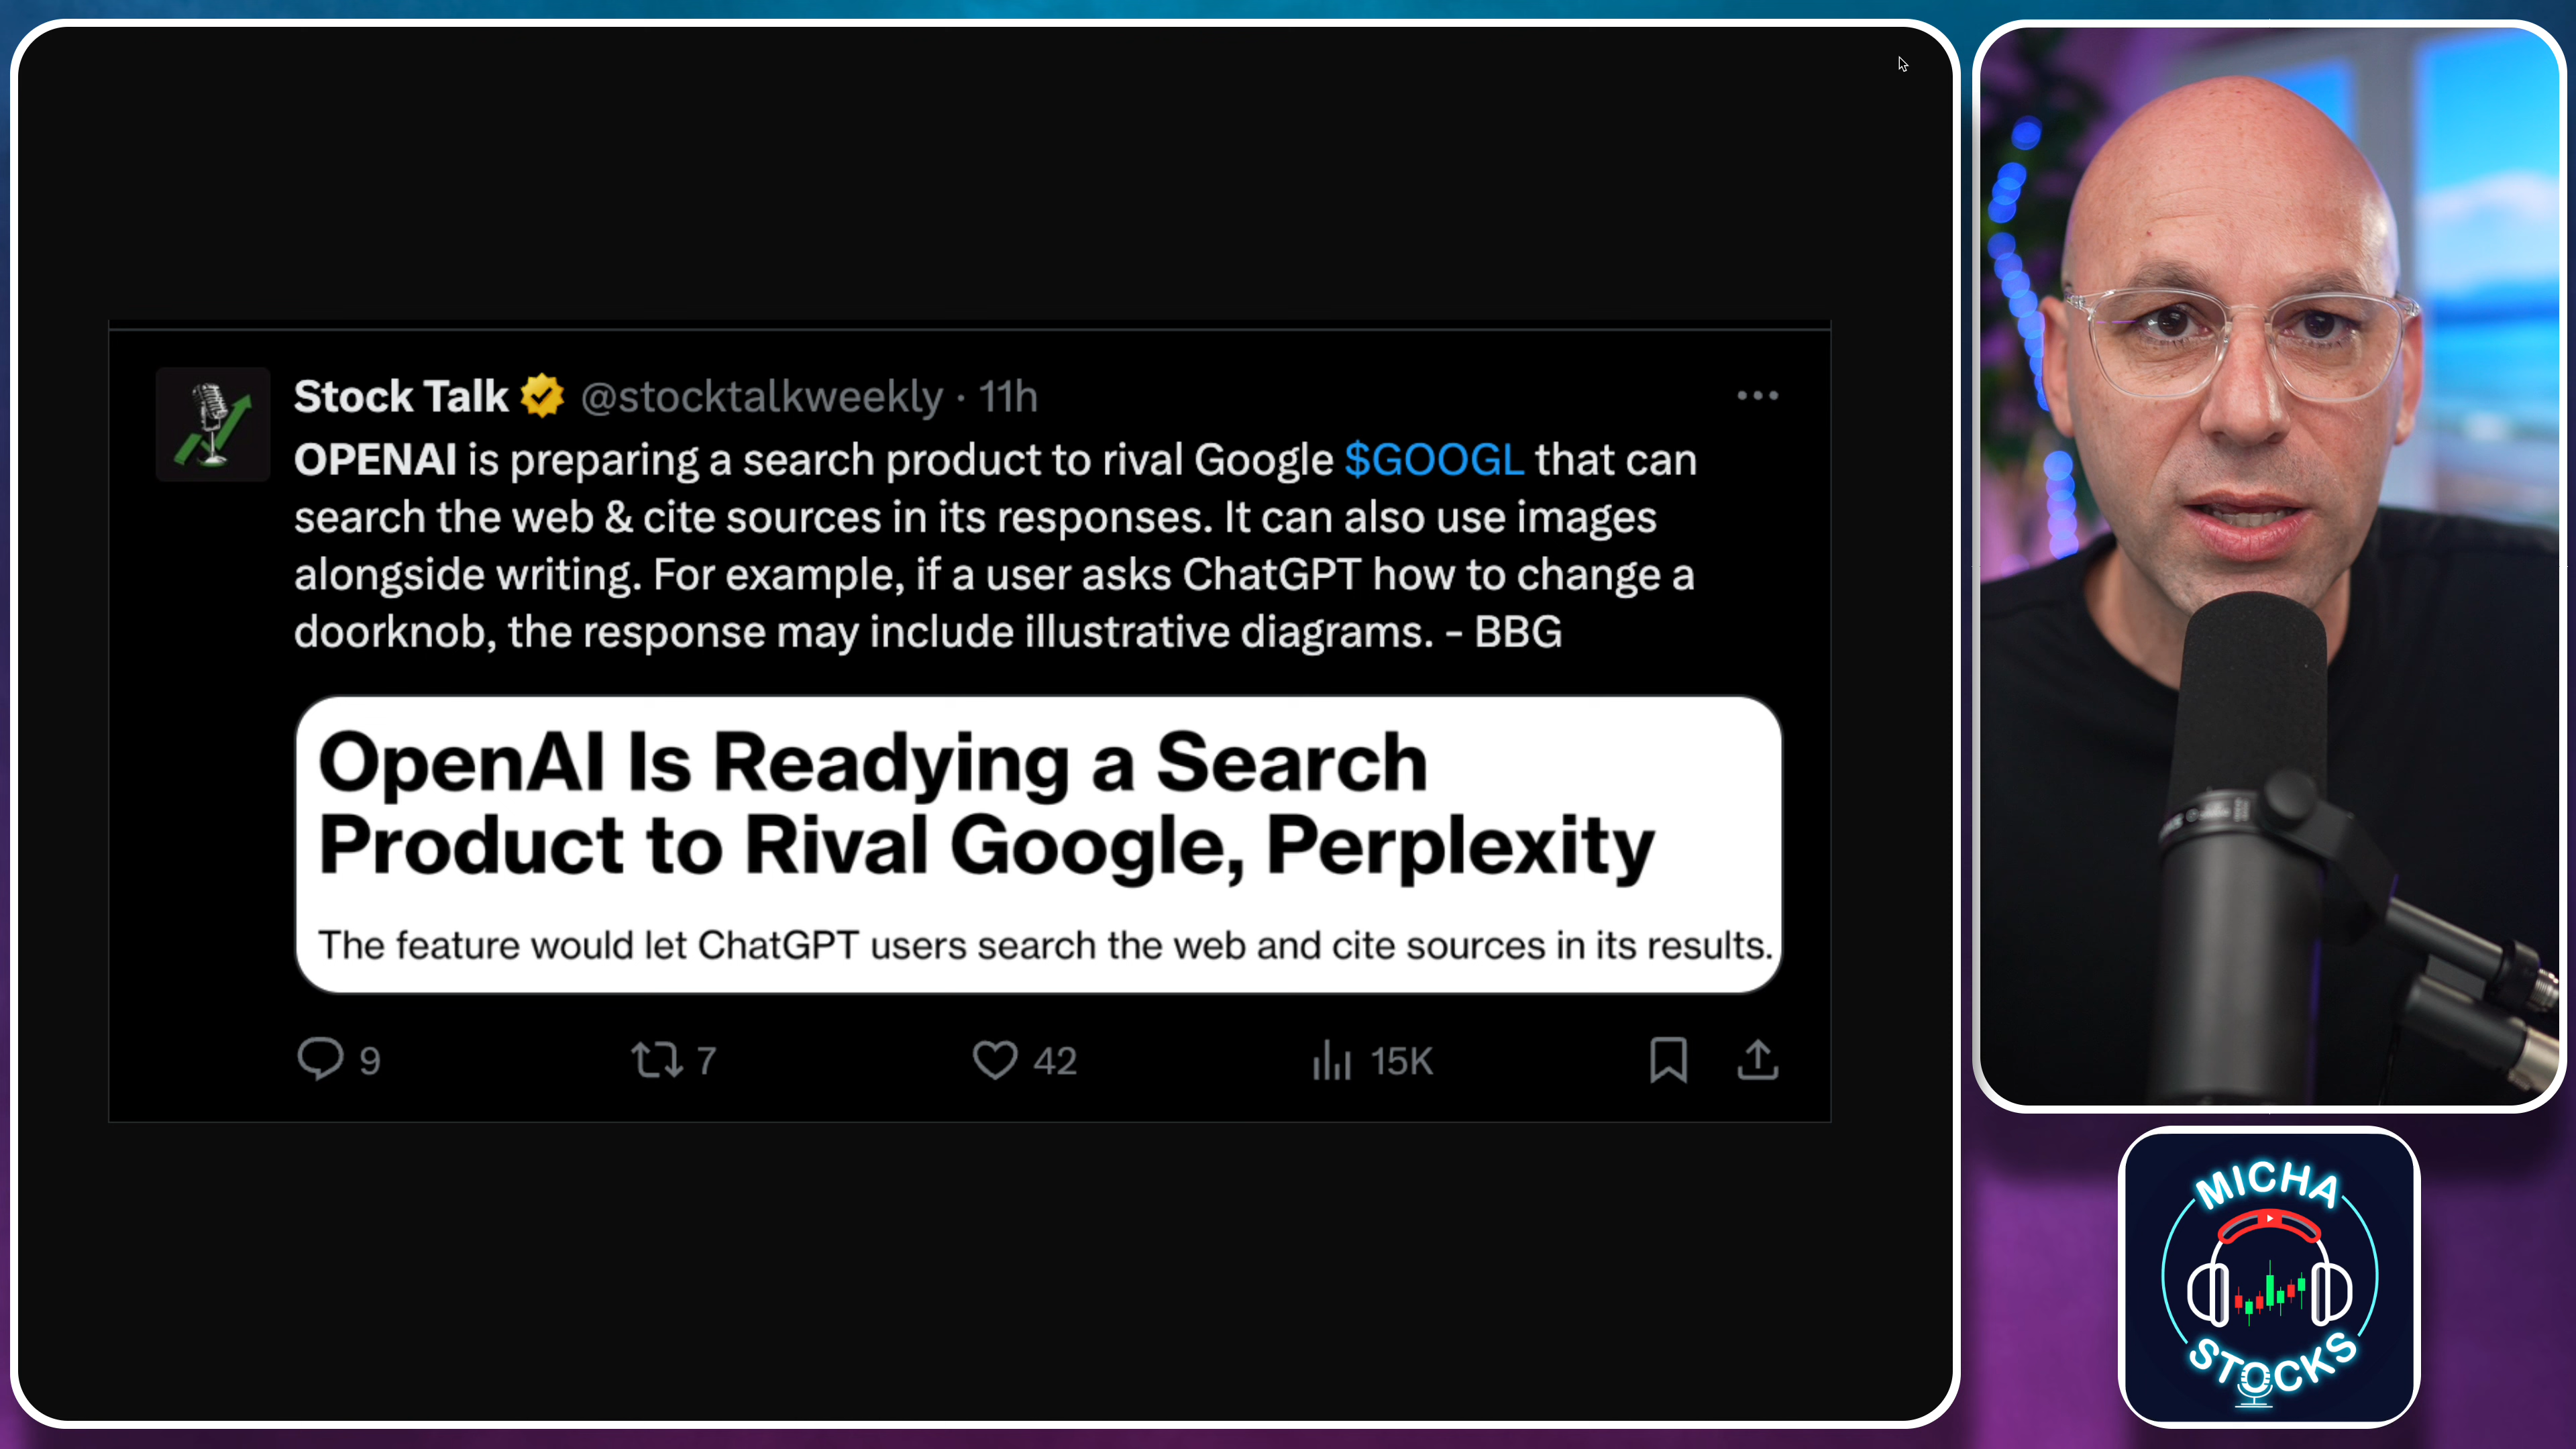 Stock Talk @stocktalkweekly · 11h
OPENAI is preparing a search product to rival Google $GOOGL that can
search the web & cite sources in its responses. It can also use images
alongside writing. For example, if a user asks ChatGPT how to change a
doorknob, the response may include illustrative diagrams. - BBG
OpenAI Is Readying a Search
Product to Rival Google, Perplexity
The feature would let ChatGPT users search the web and cite sources in its results.
9 7 42 15K
MICHA
STOCKS